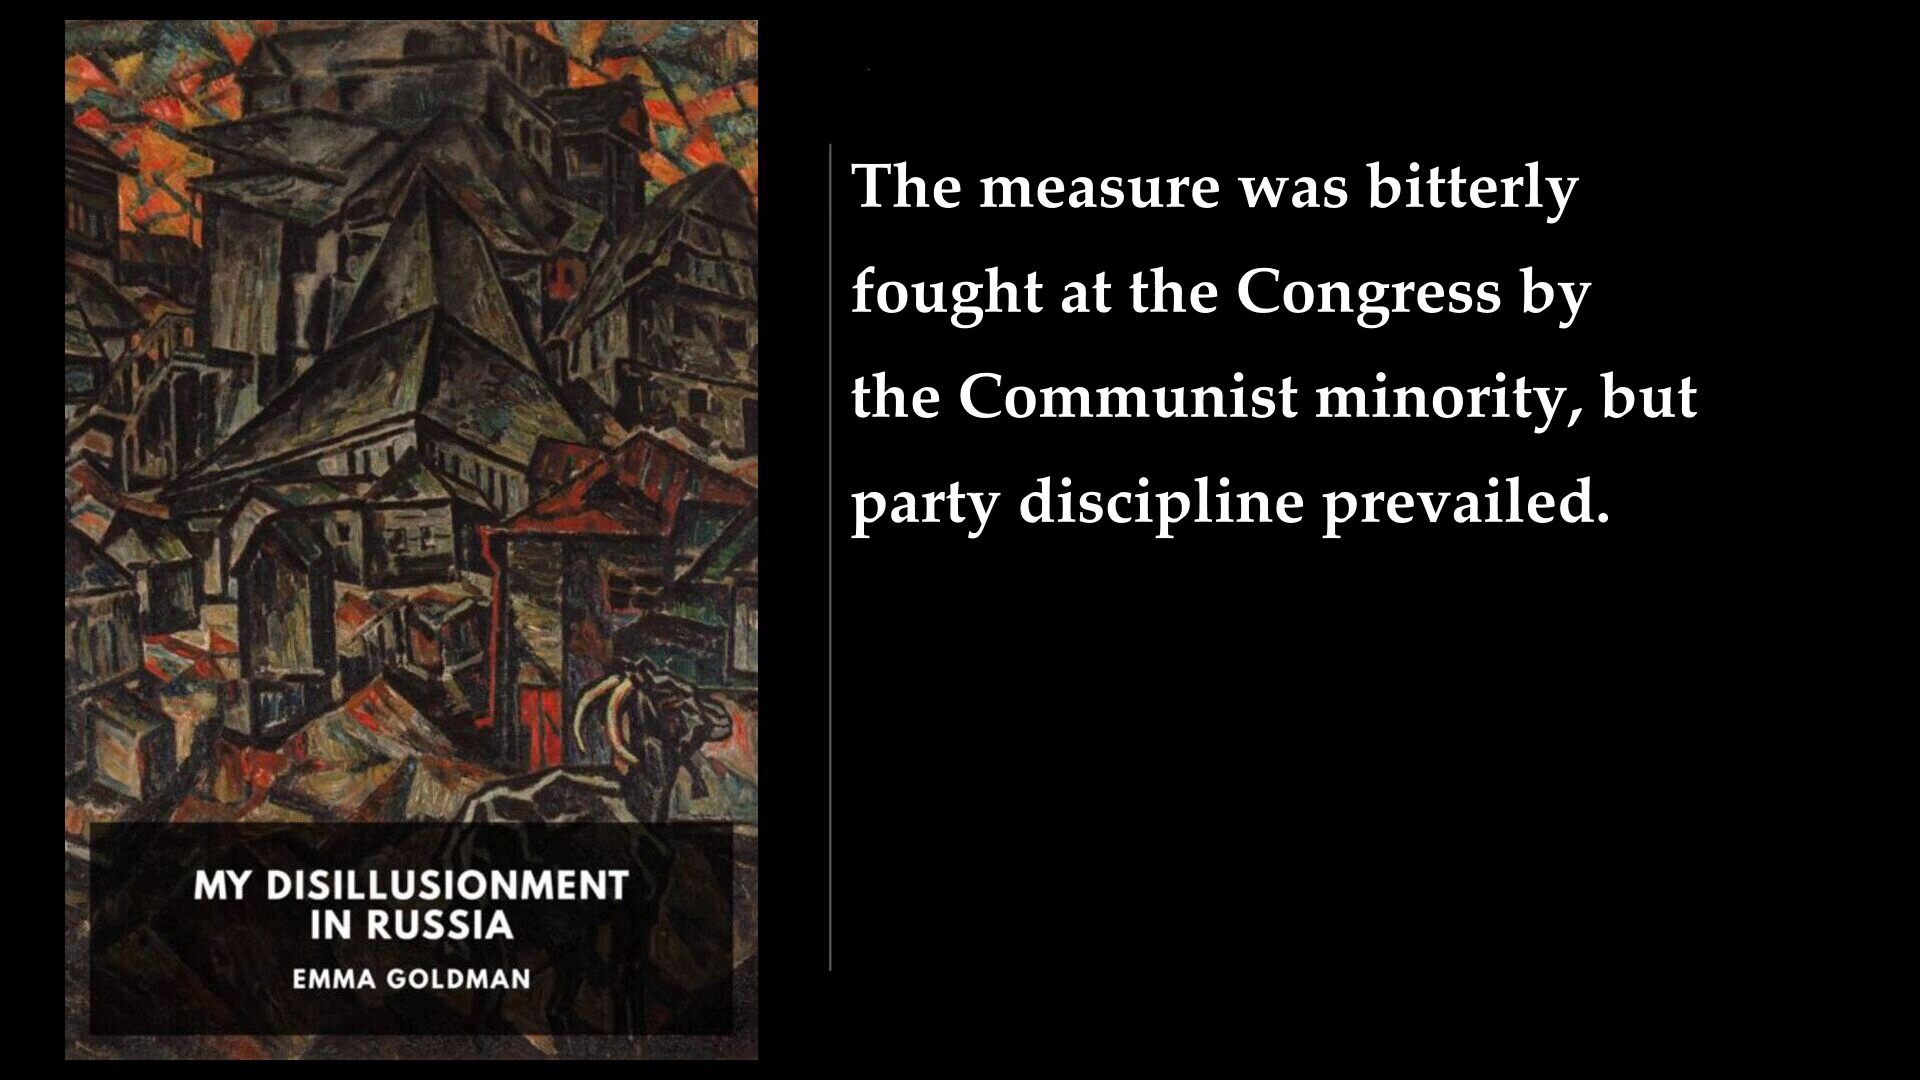 MY DISILLUSIONMENT
IN RUSSIA
EMMA GOLDMAN
The measure was bitterly
fought at the Congress by
the Communist minority, but
party discipline prevailed.